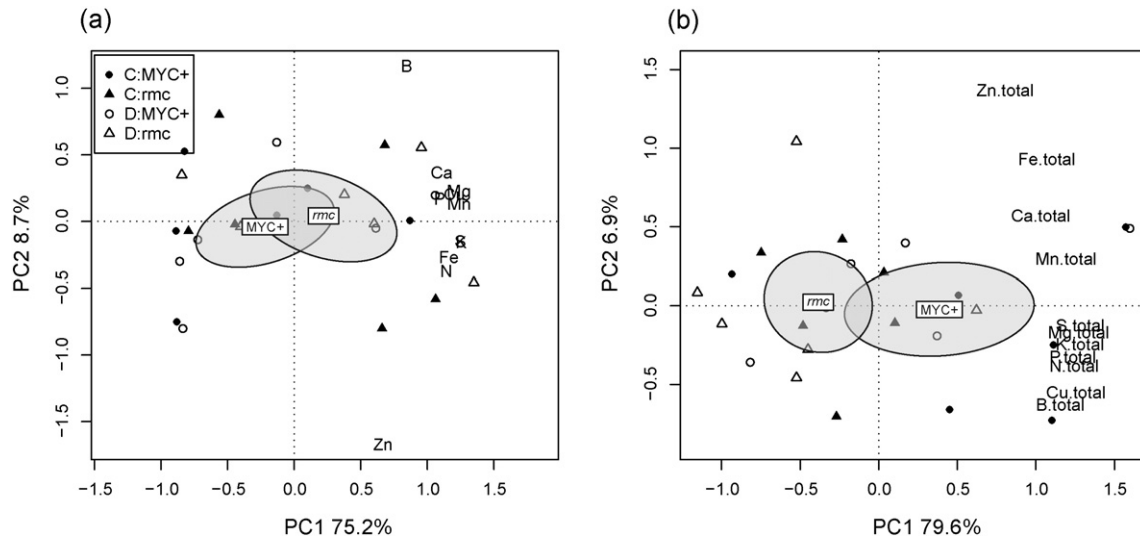 (a)
C:MYC+
C:rmc
D:MYC+
D:rmc
B
Ca
Mg
P
Mn
S
Fe
N
Zn
MYC+
rmc
PC2 8.7%
1.0
0.5
0.0
−0.5
−1.0
−1.5
−1.5 −1.0 −0.5 0.0 0.5 1.0 1.5
PC1 75.2%
(b)
Zn.total
Fe.total
Ca.total
Mn.total
S.total
Mg.total
K.total
P.total
N.total
Cu.total
B.total
rmc
MYC+
PC2 6.9%
1.5
1.0
0.5
0.0
−0.5
−1.0 −0.5 0.0 0.5 1.0 1.5
PC1 79.6%